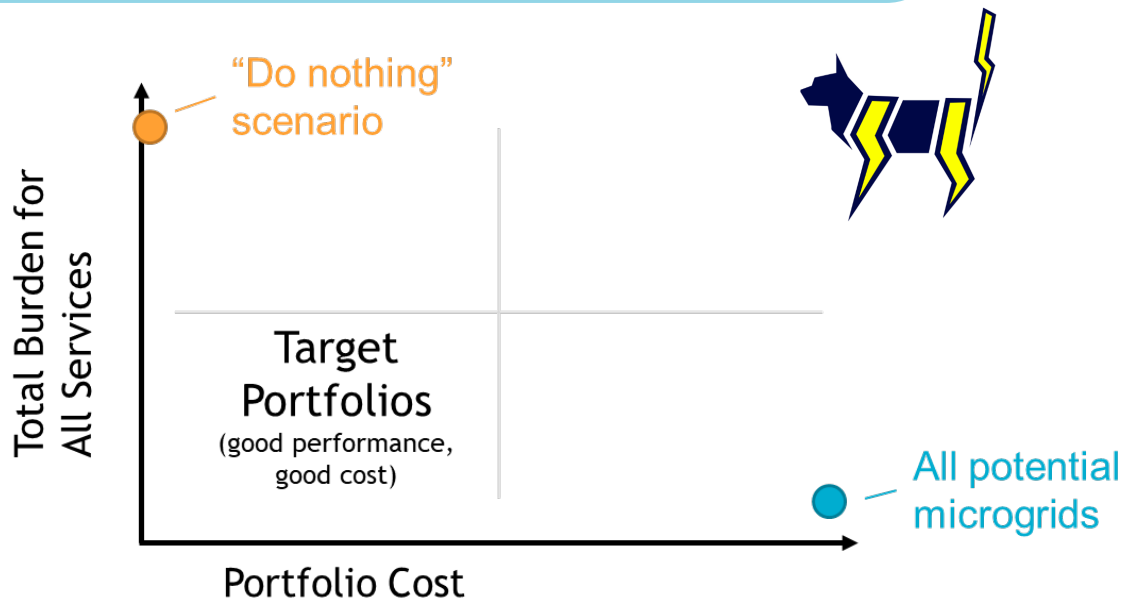 “Do nothing”
scenario
Total Burden for
All Services
Target
Portfolios
(good performance,
good cost)
All potential
microgrids
Portfolio Cost